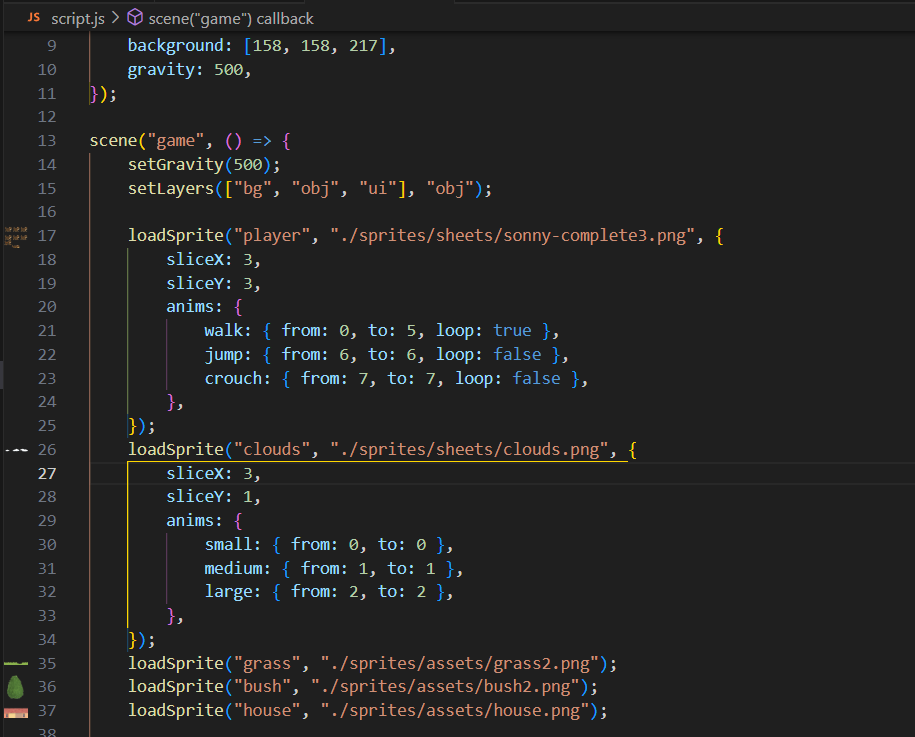 JS script.js > scene("game") callback
9 background: [158, 158, 217],
10 gravity: 500,
11 });
12
13 scene("game", () => {
14 setGravity(500);
15 setLayers(["bg", "obj", "ui"], "obj");
16
17 loadSprite("player", "./sprites/sheets/sonny-complete3.png", {
18 sliceX: 3,
19 sliceY: 3,
20 anims: {
21 walk: { from: 0, to: 5, loop: true },
22 jump: { from: 6, to: 6, loop: false },
23 crouch: { from: 7, to: 7, loop: false },
24 },
25 });
26 loadSprite("clouds", "./sprites/sheets/clouds.png", {
27 sliceX: 3,
28 sliceY: 1,
29 anims: {
30 small: { from: 0, to: 0 },
31 medium: { from: 1, to: 1 },
32 large: { from: 2, to: 2 },
33 },
34 });
35 loadSprite("grass", "./sprites/assets/grass2.png");
36 loadSprite("bush", "./sprites/assets/bush2.png");
37 loadSprite("house", "./sprites/assets/house.png");
38